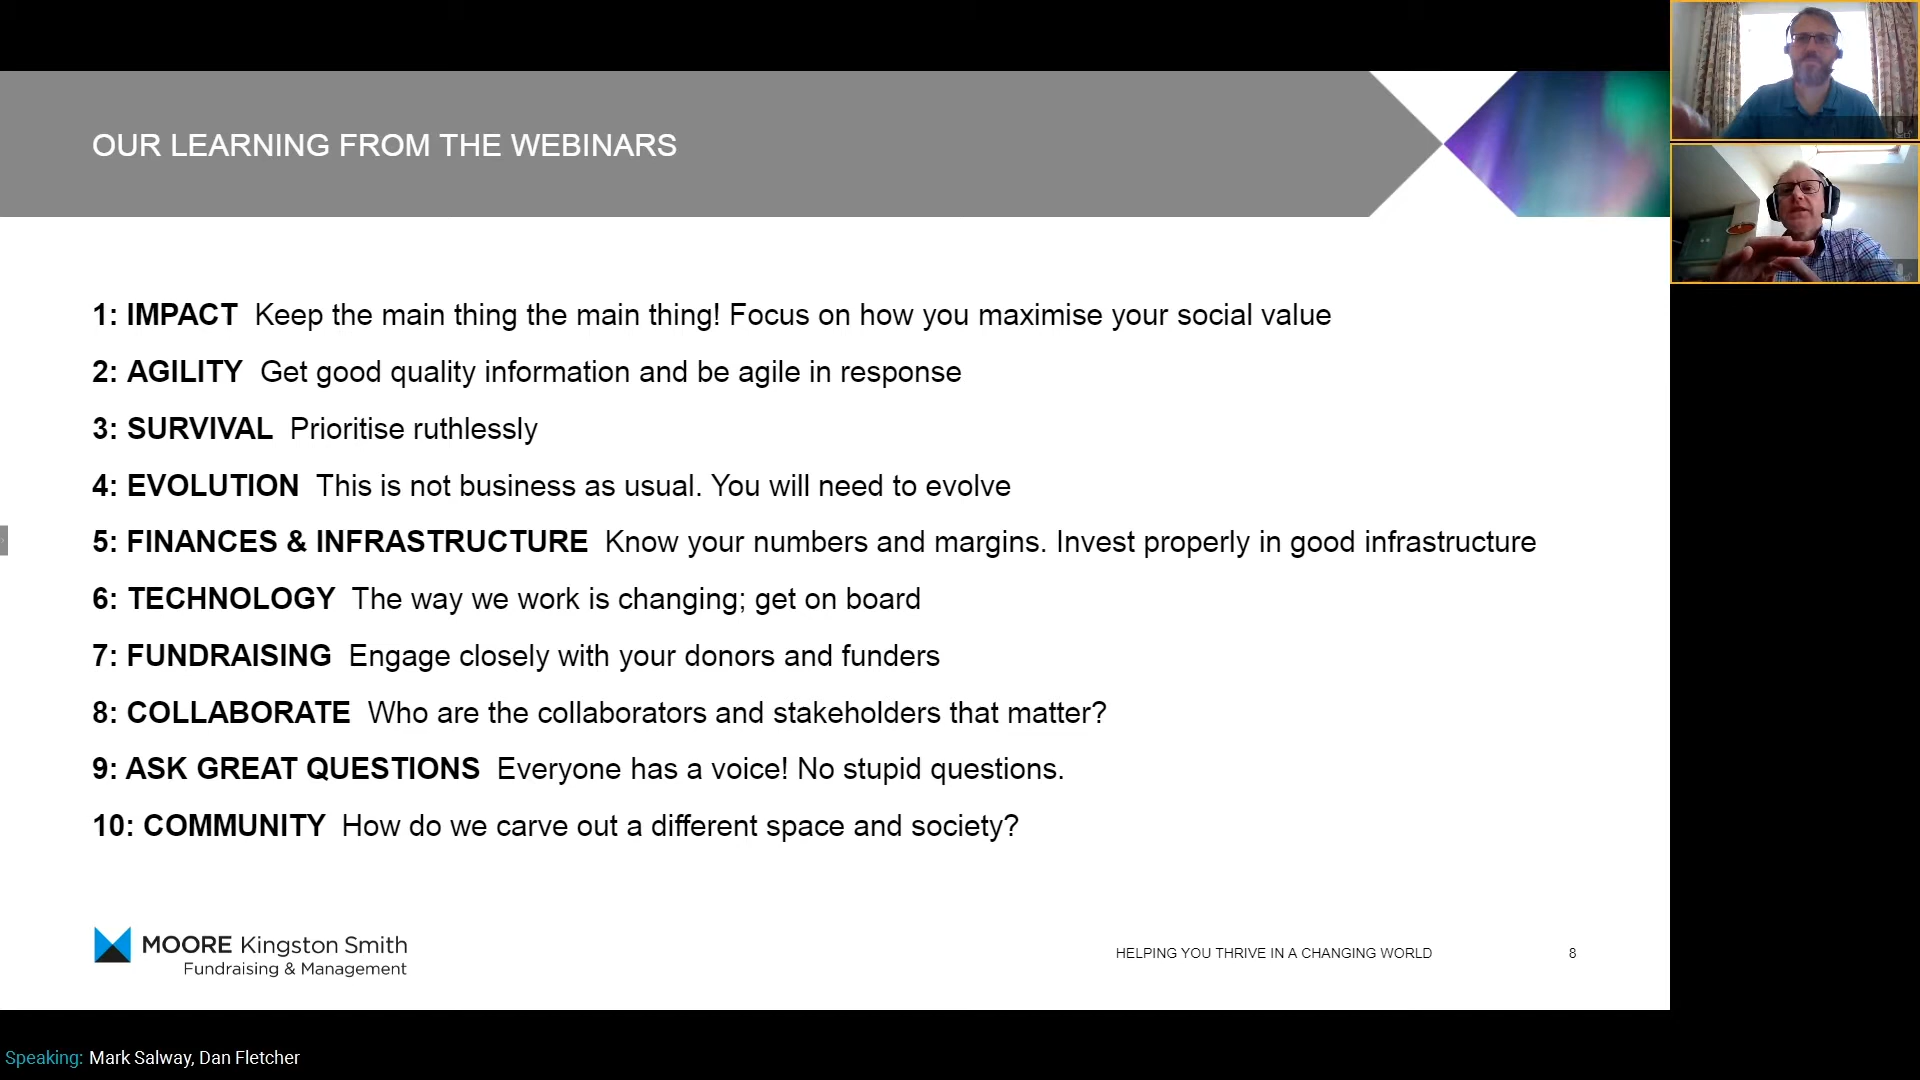 OUR LEARNING FROM THE WEBINARS
1: IMPACT Keep the main thing the main thing! Focus on how you maximise your social value
2: AGILITY Get good quality information and be agile in response
3: SURVIVAL Prioritise ruthlessly
4: EVOLUTION This is not business as usual. You will need to evolve
5: FINANCES & INFRASTRUCTURE Know your numbers and margins. Invest properly in good infrastructure
6: TECHNOLOGY The way we work is changing; get on board
7: FUNDRAISING Engage closely with your donors and funders
8: COLLABORATE Who are the collaborators and stakeholders that matter?
9: ASK GREAT QUESTIONS Everyone has a voice! No stupid questions.
10: COMMUNITY How do we carve out a different space and society?
MOORE Kingston Smith
Fundraising & Management
HELPING YOU THRIVE IN A CHANGING WORLD 8
Speaking: Mark Salway, Dan Fletcher